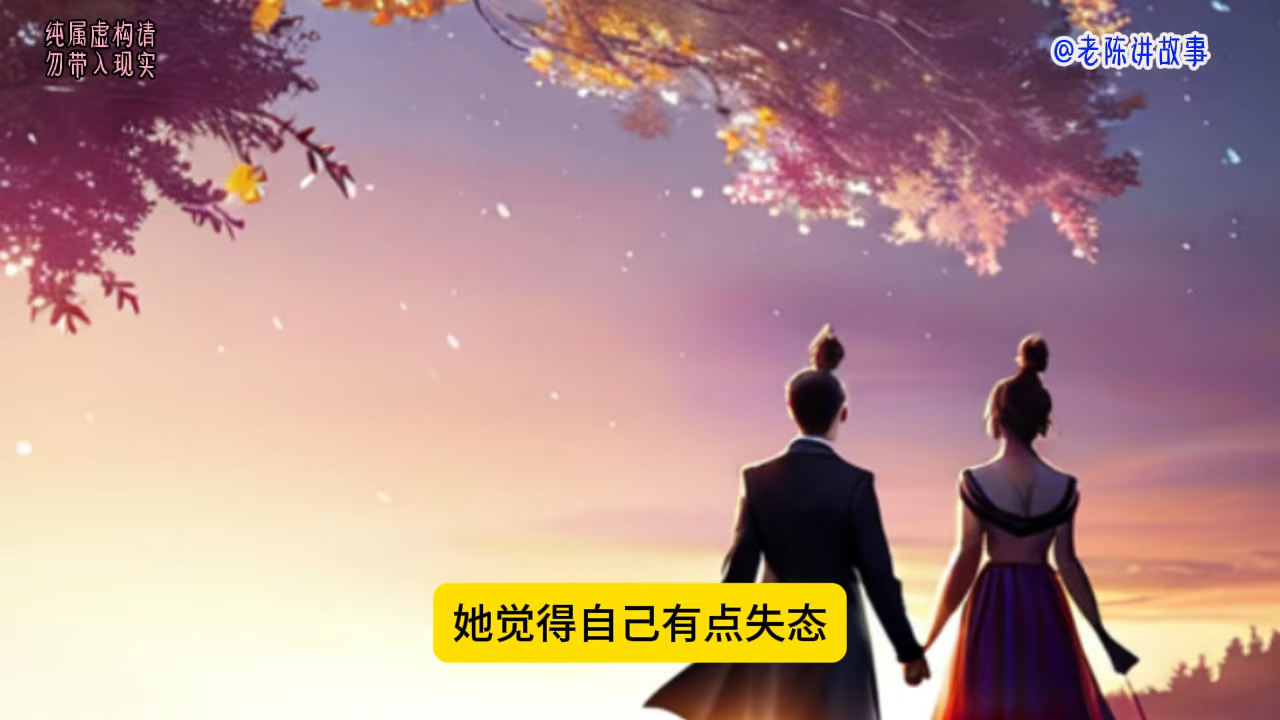 纯属虚构请
勿带入现实
@老陈讲故事
她觉得自己有点失态